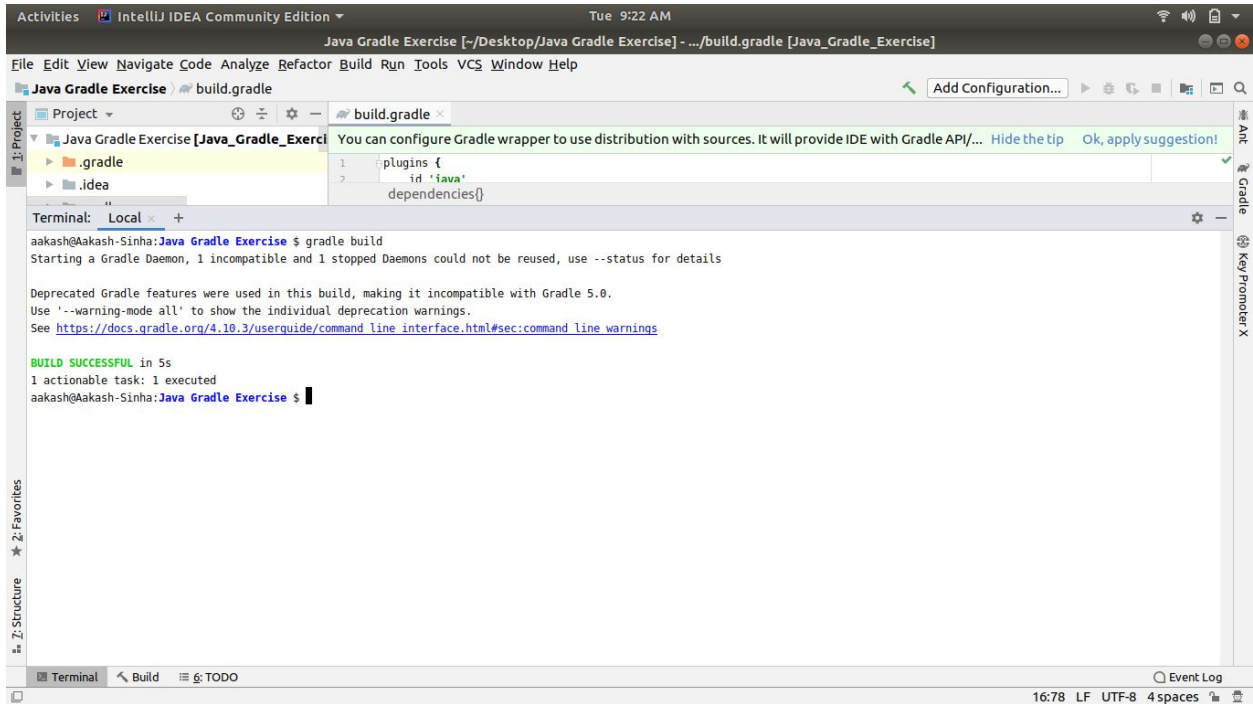 Activities IntelliJ IDEA Community Edition Tue 9:22 AM
Java Gradle Exercise [~/Desktop/Java Gradle Exercise] - .../build.gradle [Java_Gradle_Exercise]
File Edit View Navigate Code Analyze Refactor Build Run Tools VCS Window Help
Java Gradle Exercise build.gradle Add Configuration...
1: Project
Project
build.gradle
Java Gradle Exercise [Java_Gradle_Exerci
You can configure Gradle wrapper to use distribution with sources. It will provide IDE with Gradle API/... Hide the tip Ok, apply suggestion!
.gradle
.idea
1 plugins {
2 id 'java'
dependencies{}
Ant
Gradle
Key Promoter X
Terminal: Local +
aakash@Aakash-Sinha:Java Gradle Exercise $ gradle build
Starting a Gradle Daemon, 1 incompatible and 1 stopped Daemons could not be reused, use --status for details
Deprecated Gradle features were used in this build, making it incompatible with Gradle 5.0.
Use '--warning-mode all' to show the individual deprecation warnings.
See https://docs.gradle.org/4.10.3/userguide/command_line_interface.html#sec:command_line_warnings
BUILD SUCCESSFUL in 5s
1 actionable task: 1 executed
aakash@Aakash-Sinha:Java Gradle Exercise $
2: Favorites
Z: Structure
Terminal Build 6: TODO Event Log
16:78 LF UTF-8 4 spaces